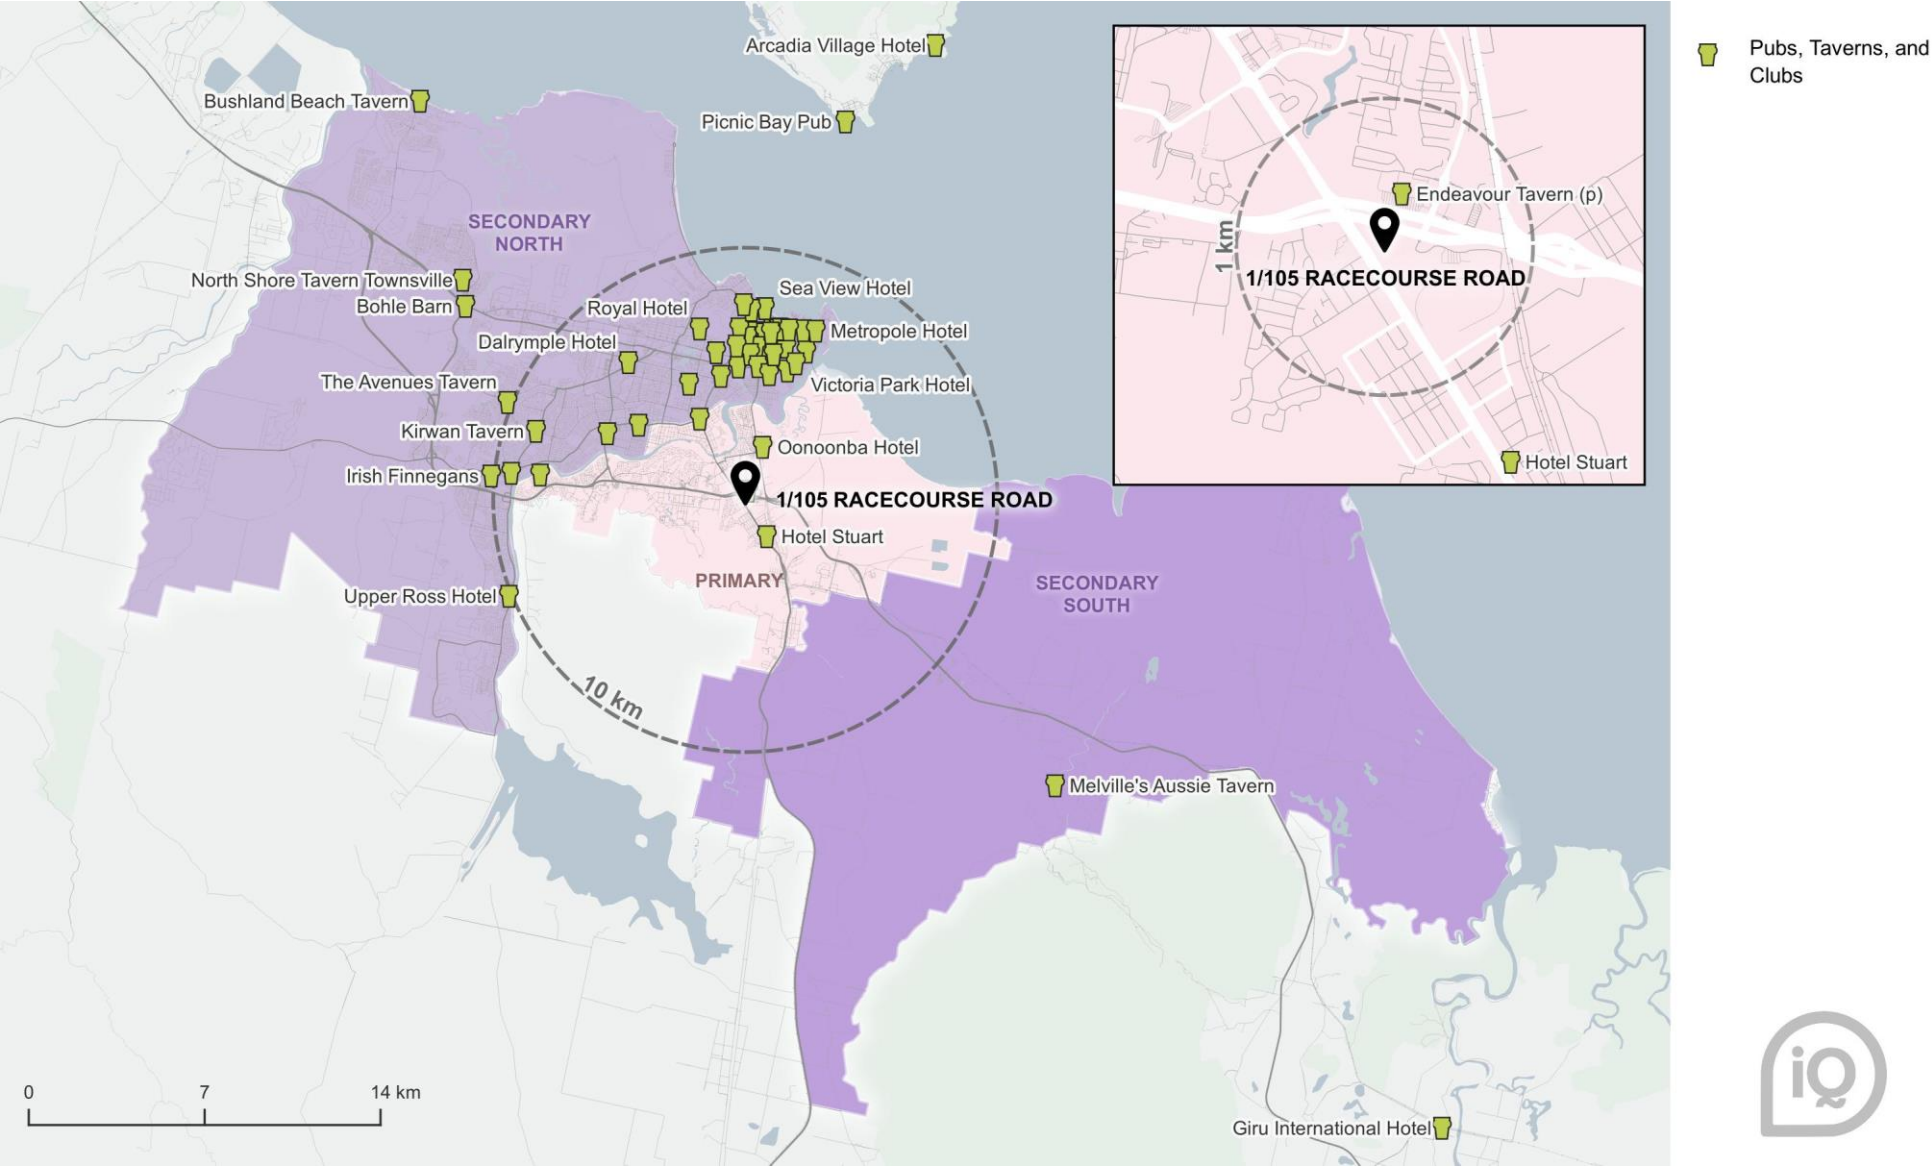 Arcadia Village Hotel
Pubs, Taverns, and
Clubs
Bushland Beach Tavern
Picnic Bay Pub
Endeavour Tavern (p)
SECONDARY
NORTH
1 km
1/105 RACECOURSE ROAD
North Shore Tavern Townsville
Sea View Hotel
Bohle Barn
Royal Hotel
Metropole Hotel
Dalrymple Hotel
The Avenues Tavern
Victoria Park Hotel
Kirwan Tavern
Oonoonba Hotel
Hotel Stuart
Irish Finnegans
1/105 RACECOURSE ROAD
Hotel Stuart
PRIMARY
SECONDARY
SOUTH
Upper Ross Hotel
10 km
Melville's Aussie Tavern
0 7 14 km
iQ
Giru International Hotel